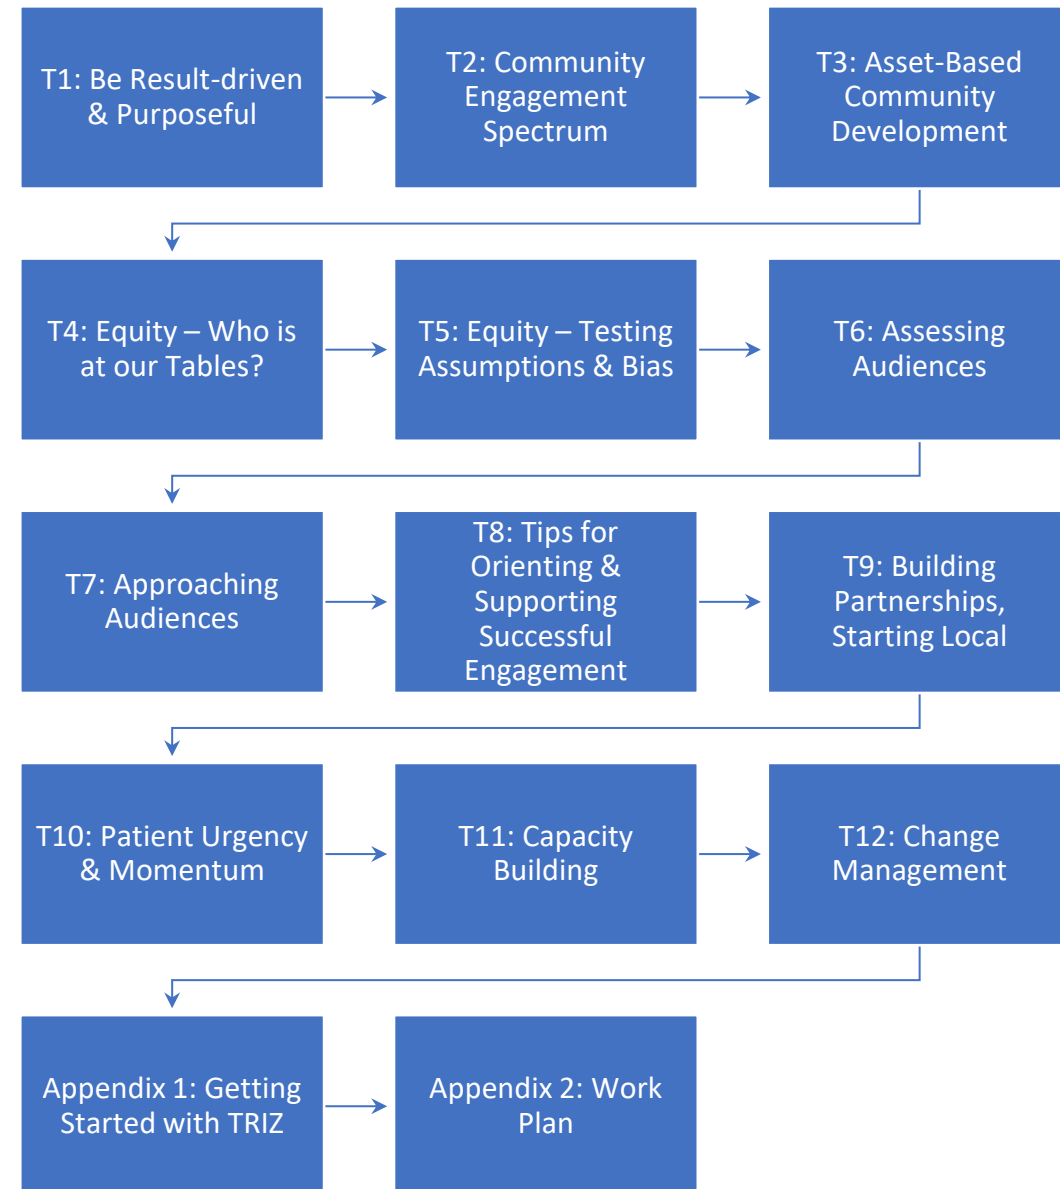 T1: Be Result-driven
& Purposeful
T2: Community
Engagement
Spectrum
T3: Asset-Based
Community
Development
T4: Equity – Who is
at our Tables?
T5: Equity – Testing
Assumptions & Bias
T6: Assessing
Audiences
T7: Approaching
Audiences
T8: Tips for
Orienting &
Supporting
Successful
Engagement
T9: Building
Partnerships,
Starting Local
T10: Patient Urgency
& Momentum
T11: Capacity
Building
T12: Change
Management
Appendix 1: Getting
Started with TRIZ
Appendix 2: Work
Plan